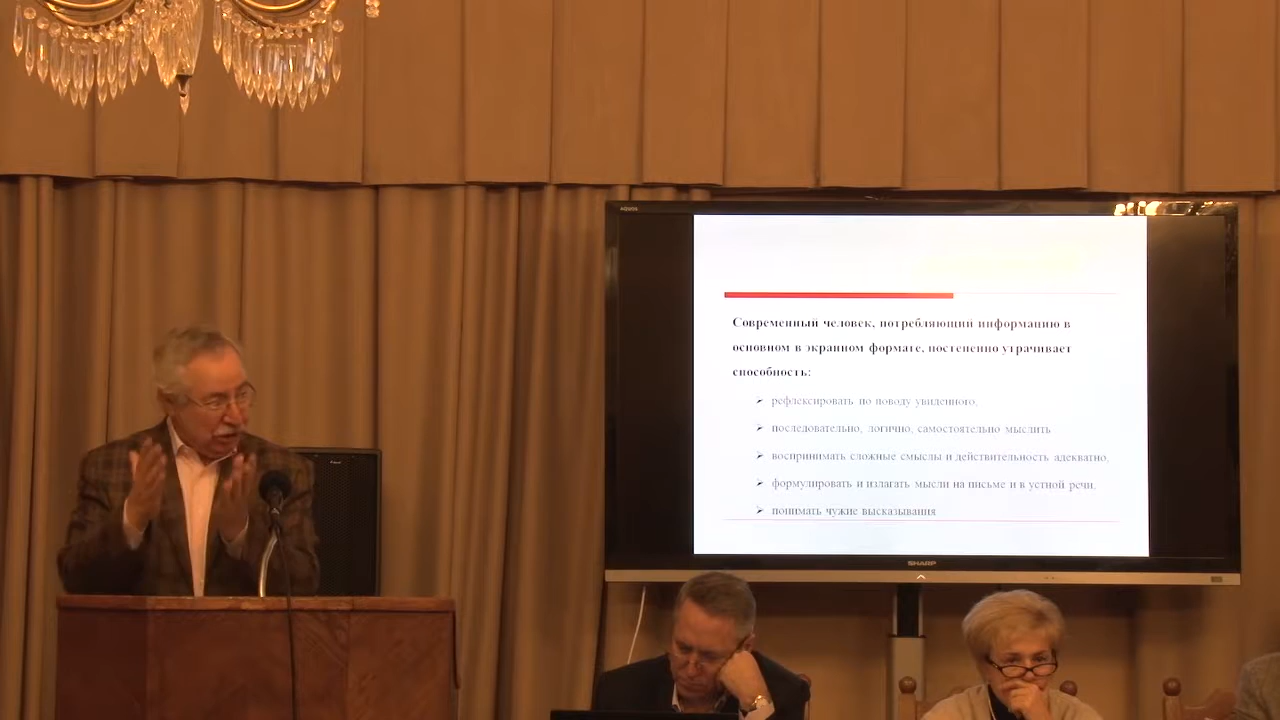 AQUOS
Современный человек, потребляющий информацию в
основном в экранном формате, постепенно утрачивает
способность:
рефлексировать по поводу увиденного,
последовательно, логично, самостоятельно мыслить
воспринимать сложные смыслы и действительность адекватно,
формулировать и излагать мысли на письме и в устной речи,
понимать чужие высказывания
SHARP